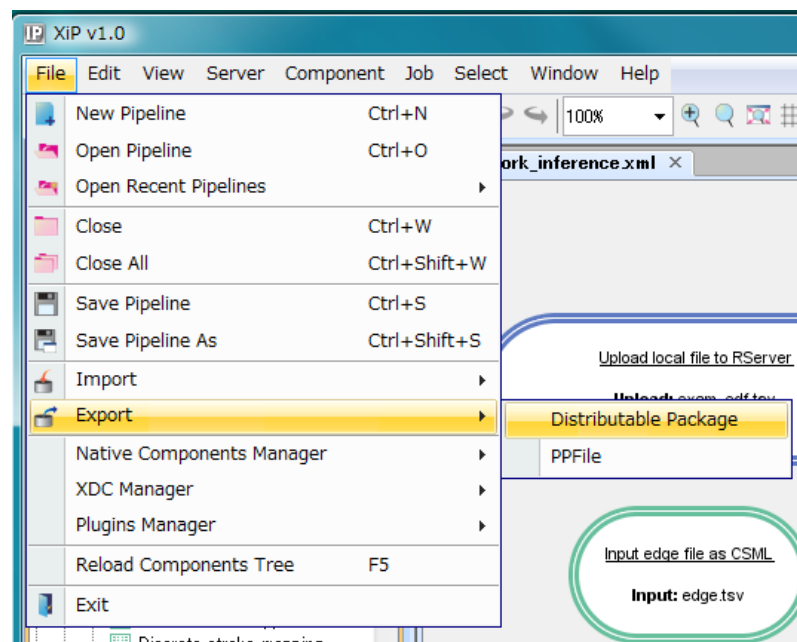 IP XiP v1.0
File Edit View Server Component Job Select Window Help
New Pipeline Ctrl+N
100%
Open Pipeline Ctrl+O
Open Recent Pipelines
ork_inference.xml ×
Close Ctrl+W
Close All Ctrl+Shift+W
Save Pipeline Ctrl+S
Save Pipeline As Ctrl+Shift+S
Upload local file to RServer
Import
Export
Distributable Package
PPFile
Native Components Manager
XDC Manager
Plugins Manager
Reload Components Tree F5
Input edge file as CSML
Input: edge.tsv
Exit